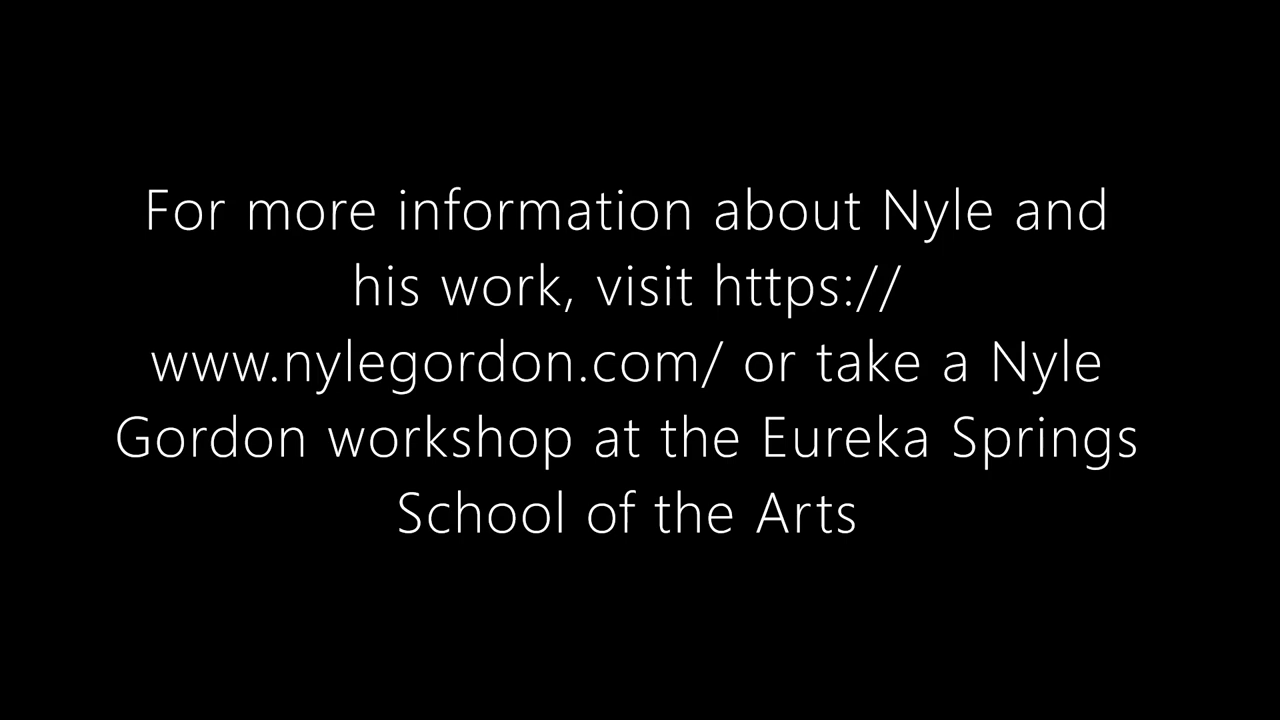 For more information about Nyle and
his work, visit https://
www.nylegordon.com/ or take a Nyle
Gordon workshop at the Eureka Springs
School of the Arts